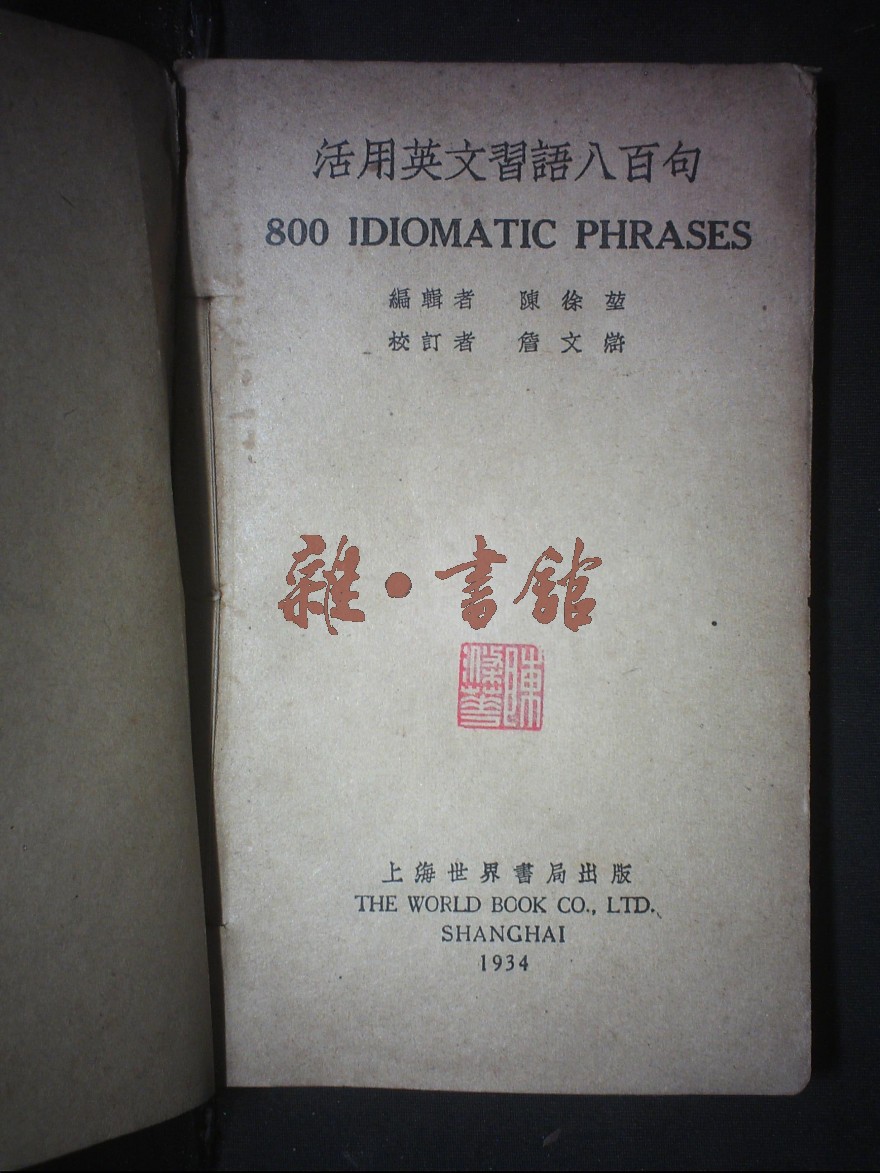 活用英文習語八百句
800 IDIOMATIC PHRASES
編輯者 陳徐堃
校訂者 詹文滸
雜·書館
上海世界書局出版
THE WORLD BOOK CO., LTD.
SHANGHAI
1934